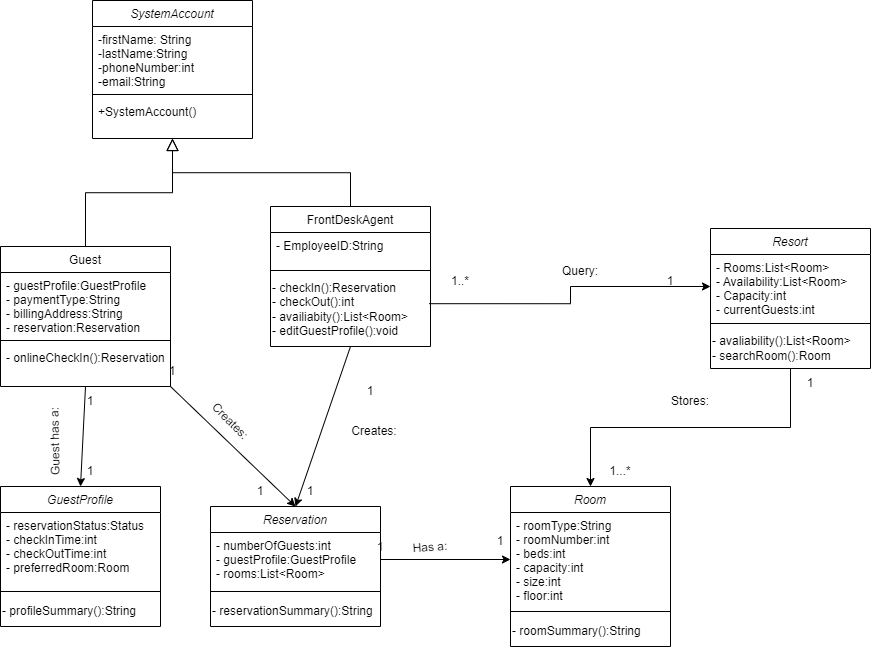 SystemAccount
-firstName: String
-lastName:String
-phoneNumber:int
-email:String
+SystemAccount()
FrontDeskAgent
- EmployeeID:String
- checkIn():Reservation
- checkOut():int
- availiabity():List<Room>
- editGuestProfile():void
Guest
- guestProfile:GuestProfile
- paymentType:String
- billingAddress:String
- reservation:Reservation
- onlineCheckIn():Reservation
1..*
Query:
1
Resort
- Rooms:List<Room>
- Availability:List<Room>
- Capacity:int
- currentGuests:int
- avaliability():List<Room>
- searchRoom():Room
1
Guest has a:
1
1
Creates:
1
1
Creates:
1
1
Stores:
1...*
GuestProfile
- reservationStatus:Status
- checkInTime:int
- checkOutTime:int
- preferredRoom:Room
- profileSummary():String
Reservation
- numberOfGuests:int
- guestProfile:GuestProfile
- rooms:List<Room>
- reservationSummary():String
1
Has a:
1
Room
- roomType:String
- roomNumber:int
- beds:int
- capacity:int
- size:int
- floor:int
- roomSummary():String